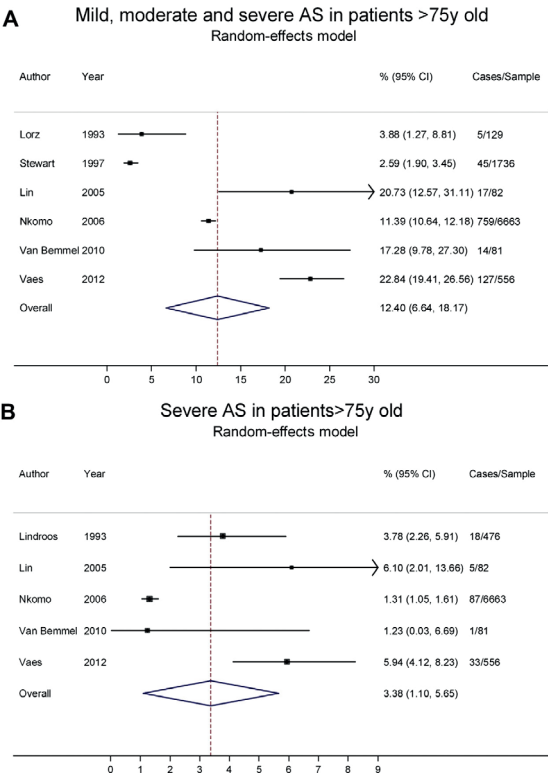 A
Mild, moderate and severe AS in patients >75y old
Random-effects model
Author Year % (95% CI) Cases/Sample
Lorz 1993 3.88 (1.27, 8.81) 5/129
Stewart 1997 2.59 (1.90, 3.45) 45/1736
Lin 2005 20.73 (12.57, 31.11) 17/82
Nkomo 2006 11.39 (10.64, 12.18) 759/6663
Van Bemmel 2010 17.28 (9.78, 27.30) 14/81
Vaes 2012 22.84 (19.41, 26.56) 127/556
Overall 12.40 (6.64, 18.17)
0 5 10 15 20 25 30
B
Severe AS in patients>75y old
Random-effects model
Author Year % (95% CI) Cases/Sample
Lindroos 1993 3.78 (2.26, 5.91) 18/476
Lin 2005 6.10 (2.01, 13.66) 5/82
Nkomo 2006 1.31 (1.05, 1.61) 87/6663
Van Bemmel 2010 1.23 (0.03, 6.69) 1/81
Vaes 2012 5.94 (4.12, 8.23) 33/556
Overall 3.38 (1.10, 5.65)
0 1 2 3 4 5 6 7 8 9